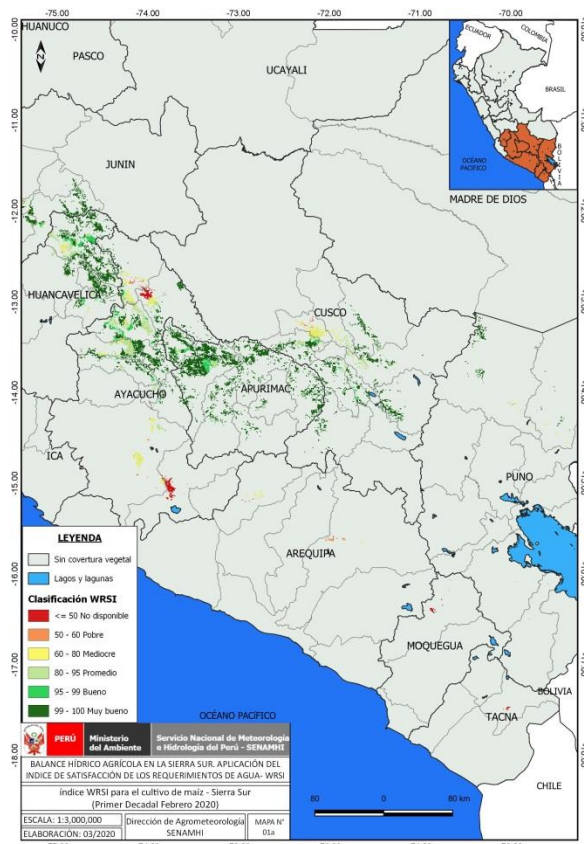 -75.00 -74.00 -73.00 -72.00 -71.00 -70.00
-10.00
HUANUCO
PASCO
UCAYALI
ECUADOR
COLOMBIA
BRASIL
BOLIVIA
OCÉANO
PACIFICO
-11.00
JUNIN
-12.00
MADRE DE DIOS
-13.00
HUANCAVELICA
CUSCO
-14.00
AYACUCHO
APURIMAC
ICA
-15.00
PUNO
AREQUIPA
-16.00
MOQUEGUA
-17.00
BOLIVIA
TACNA
OCÉANO PACÍFICO
-18.00
CHILE
80 0 80 km
LEYENDA
Sin covertura vegetal
Lagos y lagunas
Clasificación WRSI
<= 50 No disponible
50 - 60 Pobre
60 - 80 Mediocre
80 - 95 Promedio
95 - 99 Bueno
99 - 100 Muy bueno
PERÚ
Ministerio
del Ambiente
Servicio Nacional de Meteorología
e Hidrología del Perú - SENAMHI
BALANCE HÍDRICO AGRÍCOLA EN LA SIERRA SUR. APLICACIÓN DEL
INDICE DE SATISFACCIÓN DE LOS REQUERIMIENTOS DE AGUA- WRSI
índice WRSI para el cultivo de maíz - Sierra Sur
(Primer Decadal Febrero 2020)
ESCALA: 1:3,000,000
ELABORACIÓN: 03/2020
Dirección de Agrometeorología
SENAMHI
MAPA N°
01a